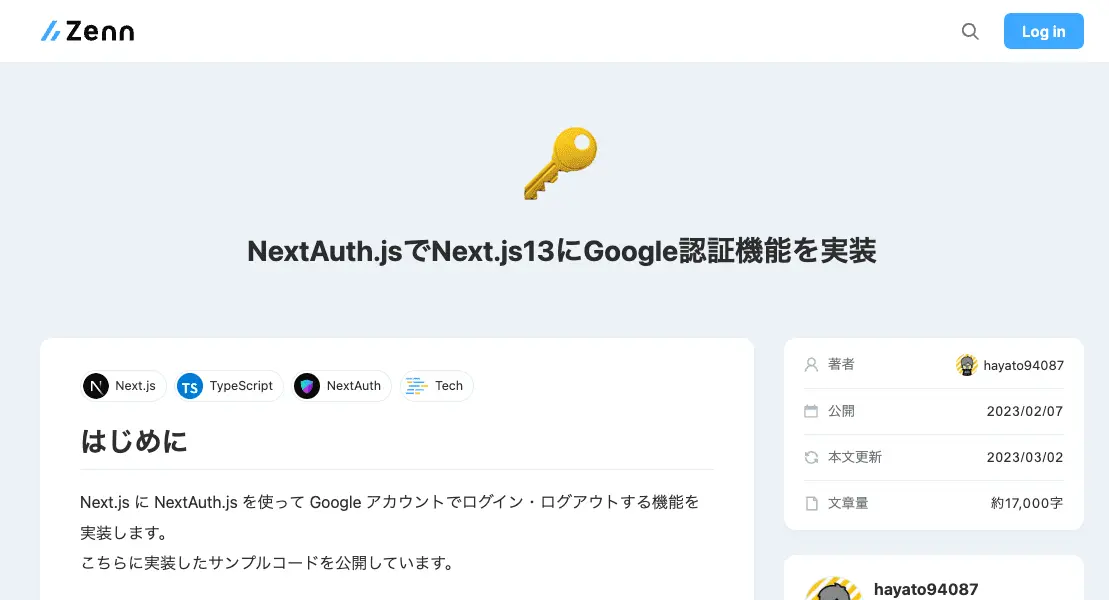 Zenn
Log in
NextAuth.jsでNext.js13にGoogle認証機能を実装
N Next.js
TS TypeScript
NextAuth
Tech
はじめに
Next.js に NextAuth.js を使って Google アカウントでログイン・ログアウトする機能を
実装します。
こちらに実装したサンプルコードを公開しています。
著者 hayato94087
公開 2023/02/07
本文更新 2023/03/02
文章量 約17,000字
hayato94087